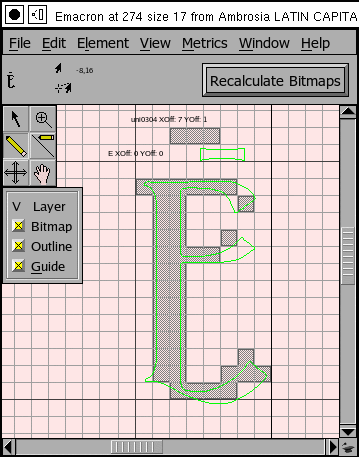 Emacron at 274 size 17 from Ambrosia LATIN CAPITA
File Edit Element View Metrics Window Help
-8,16
Recalculate Bitmaps
uni0304 XOff: 7 YOff: 1
E XOff: 0 YOff: 0
V Layer
Bitmap
Outline
Guide